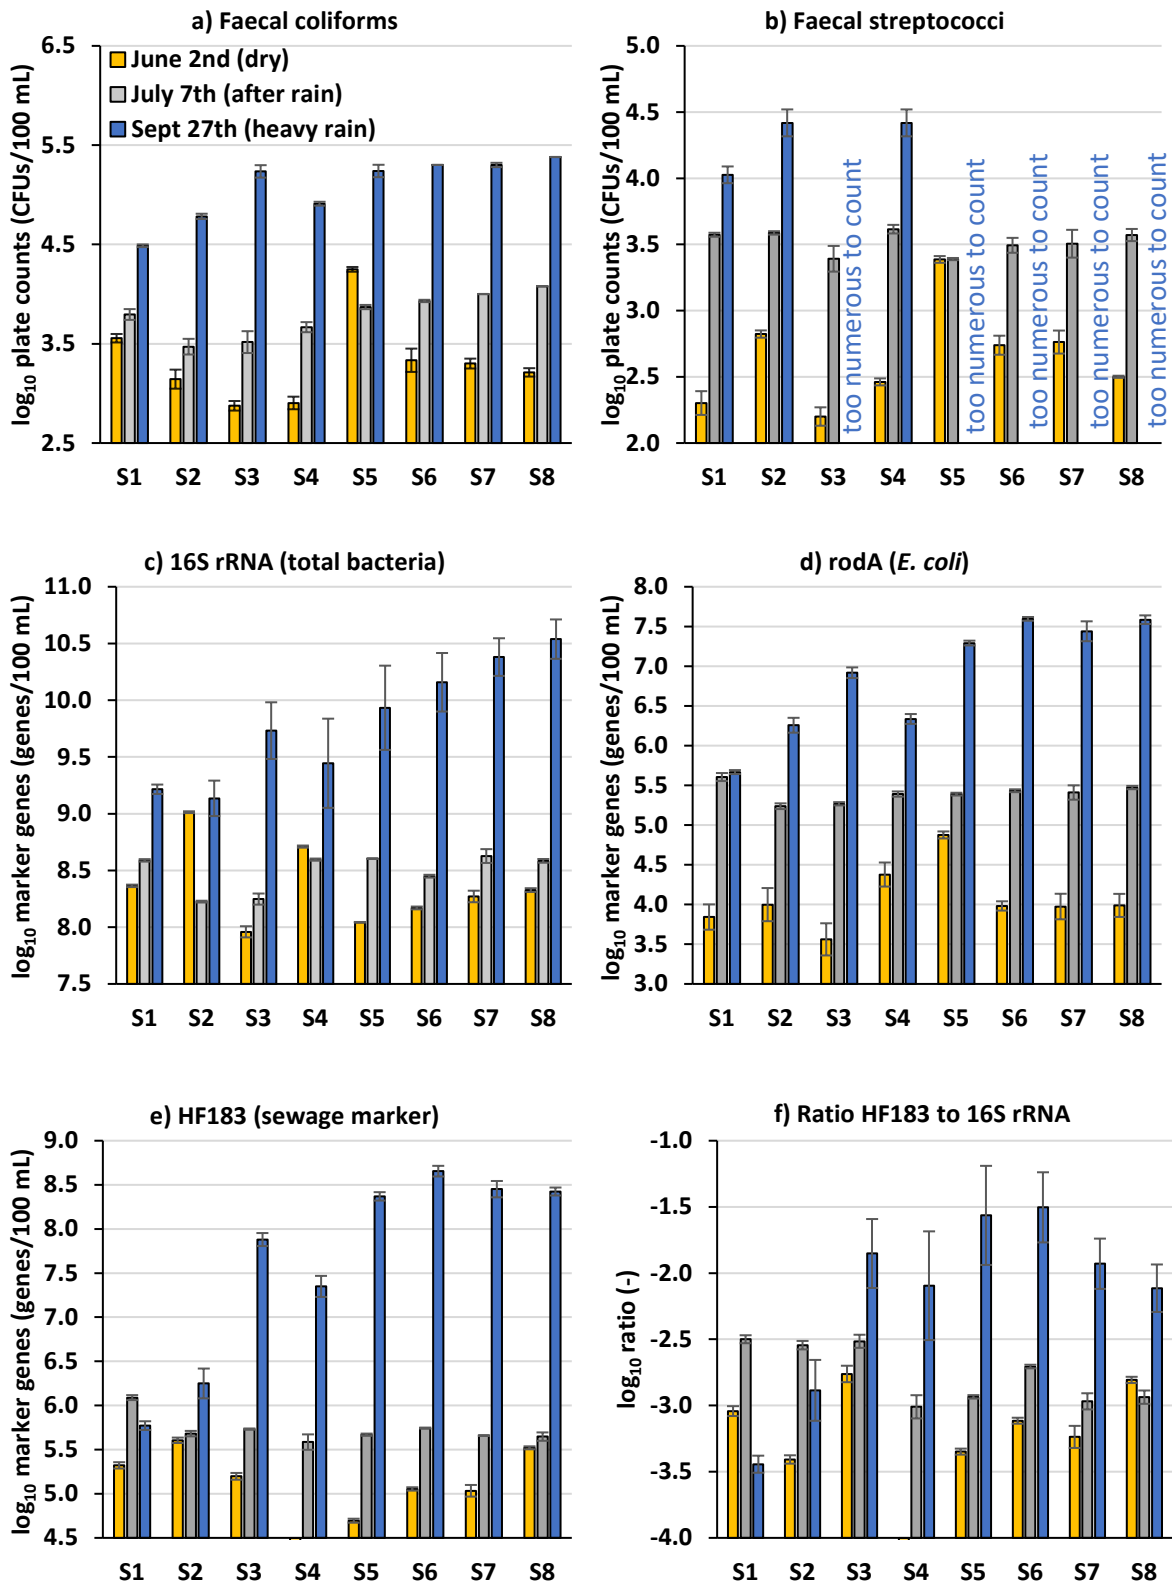 a) Faecal coliforms
6.5
5.5
4.5
3.5
2.5
log₁₀ plate counts (CFUs/100 mL)
June 2nd (dry)
July 7th (after rain)
Sept 27th (heavy rain)
S1 S2 S3 S4 S5 S6 S7 S8
b) Faecal streptococci
5.0
4.5
4.0
3.5
3.0
2.5
2.0
log₁₀ plate counts (CFUs/100 mL)
too numerous to count
too numerous to count
too numerous to count
too numerous to count
too numerous to count
S1 S2 S3 S4 S5 S6 S7 S8
c) 16S rRNA (total bacteria)
11.0
10.5
10.0
9.5
9.0
8.5
8.0
7.5
log₁₀ marker genes (genes/100 mL)
S1 S2 S3 S4 S5 S6 S7 S8
d) rodA (E. coli)
8.0
7.5
7.0
6.5
6.0
5.5
5.0
4.5
4.0
3.5
3.0
log₁₀ marker genes (genes/100 mL)
S1 S2 S3 S4 S5 S6 S7 S8
e) HF183 (sewage marker)
9.0
8.5
8.0
7.5
7.0
6.5
6.0
5.5
5.0
4.5
log₁₀ marker genes (genes/100 mL)
S1 S2 S3 S4 S5 S6 S7 S8
f) Ratio HF183 to 16S rRNA
-1.0
-1.5
-2.0
-2.5
-3.0
-3.5
-4.0
log₁₀ ratio (-)
S1 S2 S3 S4 S5 S6 S7 S8